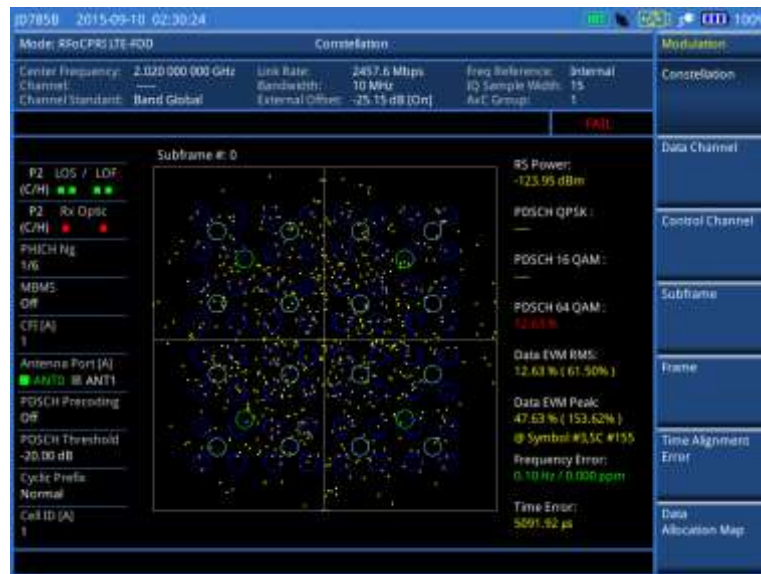 JD785B 2015-09-10 02:30:24
100%
Mode: RFoCPRI LTE-FDD
Constellation
Modulation
Center Frequency: 2.020 000 000 GHz
Channel: ----
Channel Standard: Band Global
Link Rate: 2457.6 Mbps
Bandwidth: 10 MHz
External Offset: -25.15 dB [On]
Freq Reference: Internal
IQ Sample Width: 15
AxC Group: 1
FAIL
Subframe #: 0
P2 LOS / LOF
(C/H)
P2 Rx Optic
(C/H)
PHICH Ng
1/6
MBMS
Off
CFI [A]
1
Antenna Port [A]
ANT0 ANT1
PDSCH Precoding
Off
PDSCH Threshold
-20.00 dB
Cyclic Prefix
Normal
Cell ID [A]
1
RS Power:
-123.95 dBm
PDSCH QPSK :
----
PDSCH 16 QAM :
----
PDSCH 64 QAM :
12.63 %
Data EVM RMS:
12.63 % ( 61.50% )
Data EVM Peak:
47.63 % ( 153.62% )
@ Symbol #3,SC #155
Frequency Error:
0.10 Hz / 0.000 ppm
Time Error:
5091.92 µs
Constellation
Data Channel
Control Channel
Subframe
Frame
Time Alignment
Error
Data
Allocation Map